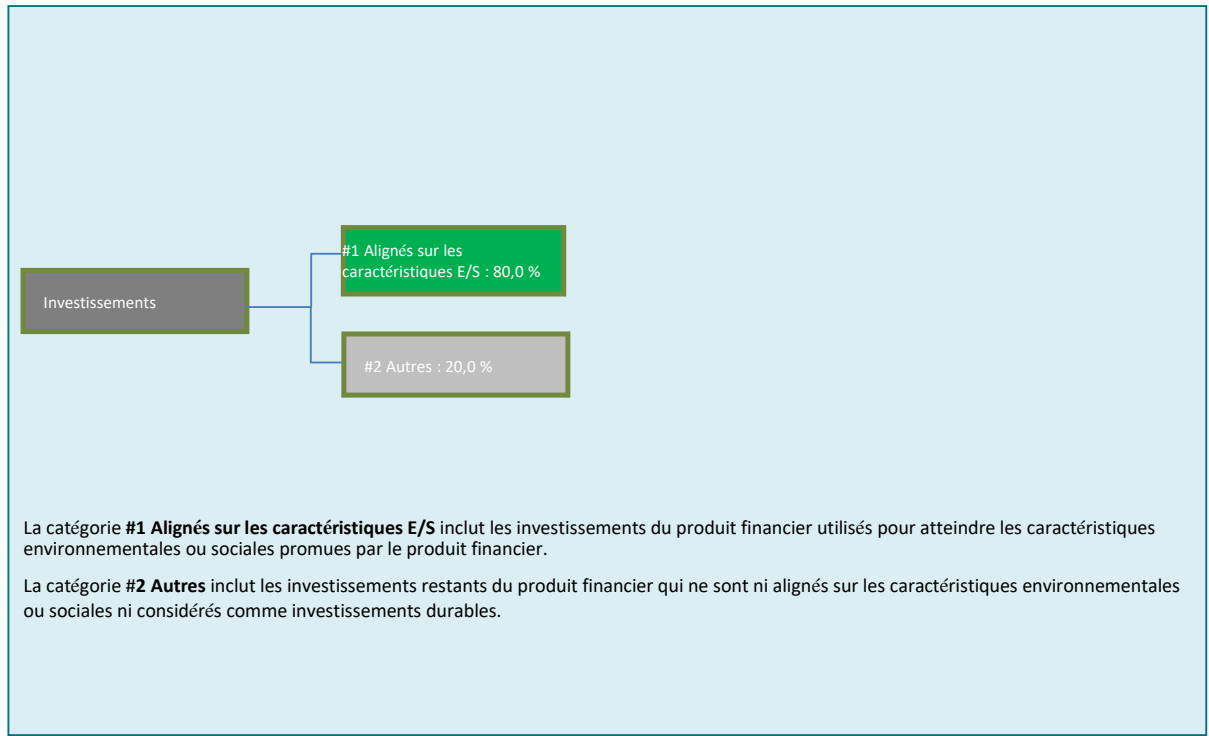 #1 Alignés sur les
caractéristiques E/S : 80,0 %
Investissements
#2 Autres : 20,0 %
La catégorie #1 Alignés sur les caractéristiques E/S inclut les investissements du produit financier utilisés pour atteindre les caractéristiques
environnementales ou sociales promues par le produit financier.
La catégorie #2 Autres inclut les investissements restants du produit financier qui ne sont ni alignés sur les caractéristiques environnementales
ou sociales ni considérés comme investissements durables.